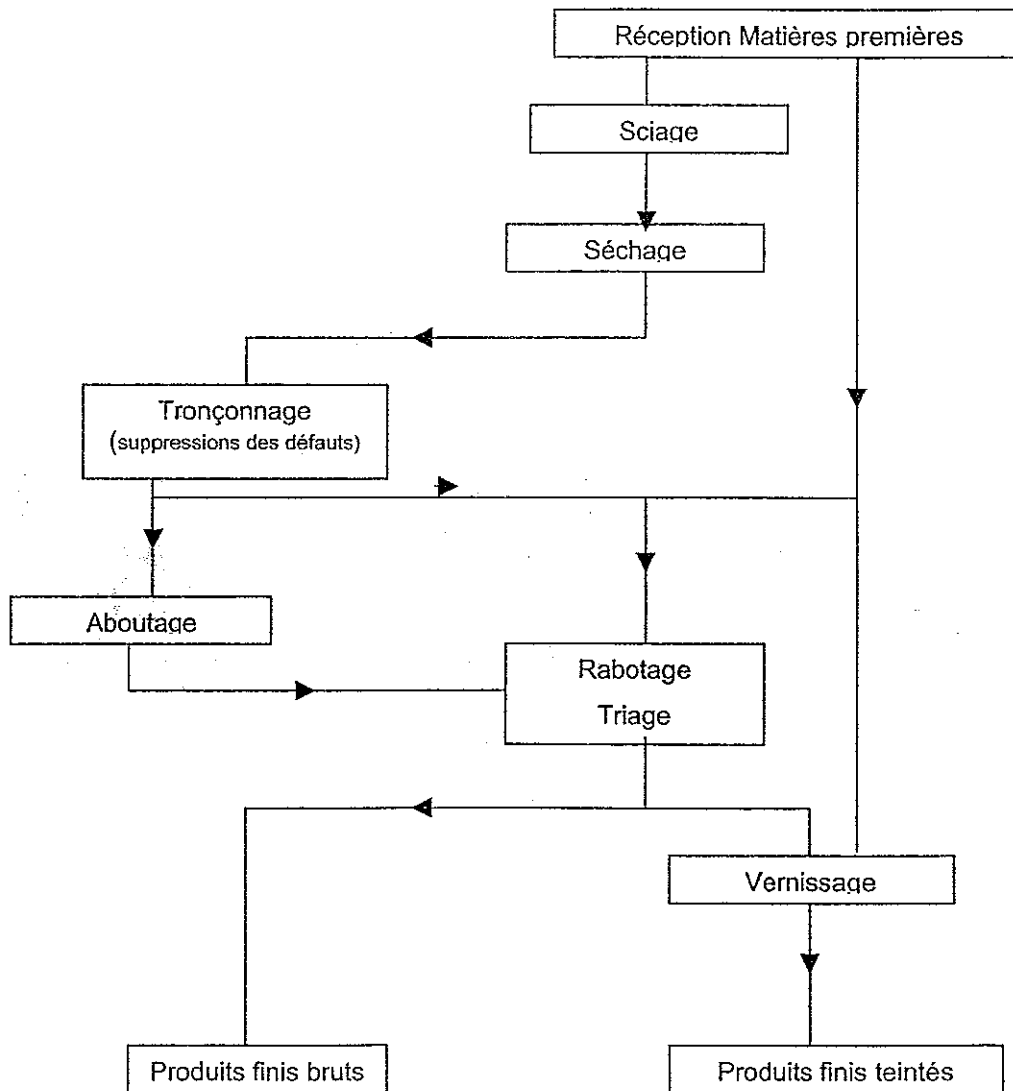 Réception Matières premières
Sciage
Séchage
Tronçonnage
(suppressions des défauts)
Aboutage
Rabotage
Triage
Vernissage
Produits finis bruts
Produits finis teintés